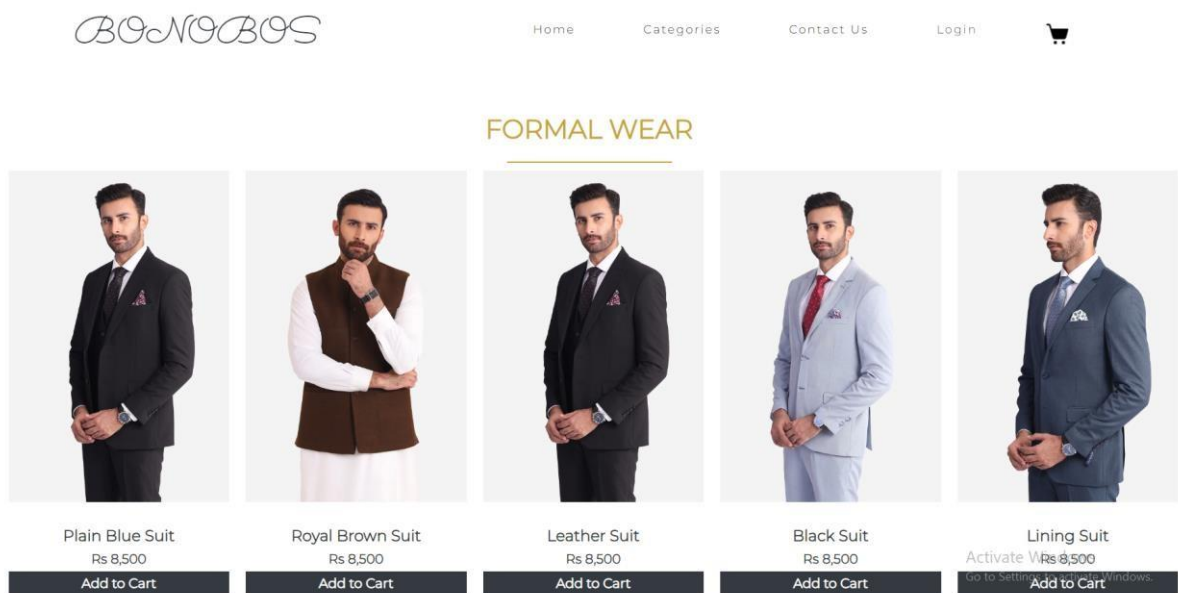 BONOBOS
Home Categories Contact Us Login
FORMAL WEAR
Plain Blue Suit Royal Brown Suit Leather Suit Black Suit Lining Suit
Rs 8,500 Rs 8,500 Rs 8,500 Rs 8,500 Rs 8,500
Activate Windows
Add to Cart Add to Cart Add to Cart Add to Cart Add to Cart
Go to Settings to activate Windows.